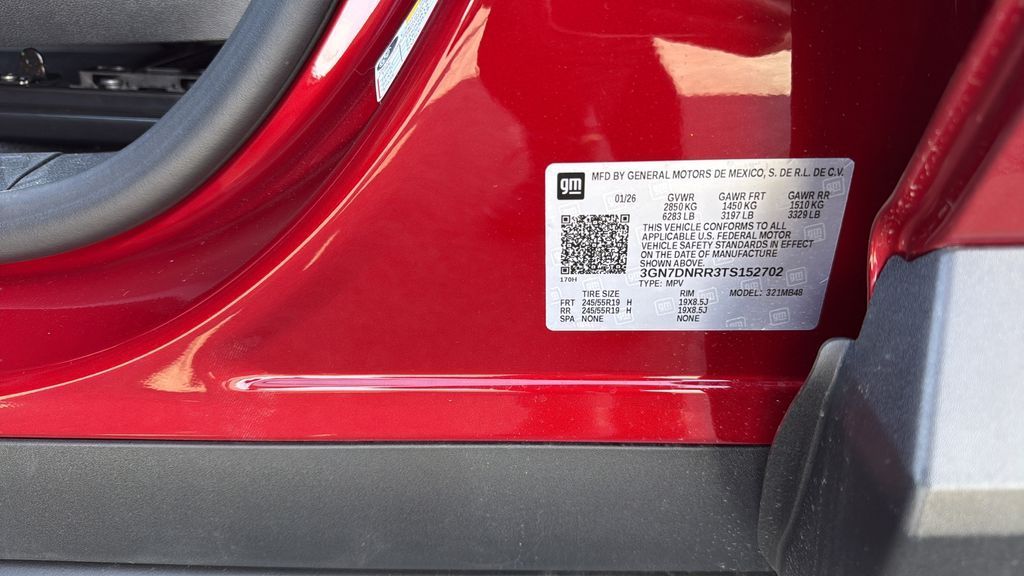 gm
MFD BY GENERAL MOTORS DE MEXICO, S. DE R.L. DE C.V.
01/26 GVWR GAWR FRT GAWR RR
2850 KG 1450 KG 1510 KG
6283 LB 3197 LB 3329 LB
THIS VEHICLE CONFORMS TO ALL
APPLICABLE U.S. FEDERAL MOTOR
VEHICLE SAFETY STANDARDS IN EFFECT
ON THE DATE OF MANUFACTURE
SHOWN ABOVE.
170H
3GN7DNRR3TS152702
TYPE: MPV
TIRE SIZE RIM MODEL: 321MB48
FRT 245/55R19 H 19X8.5J
RR 245/55R19 H 19X8.5J
SPA NONE NONE